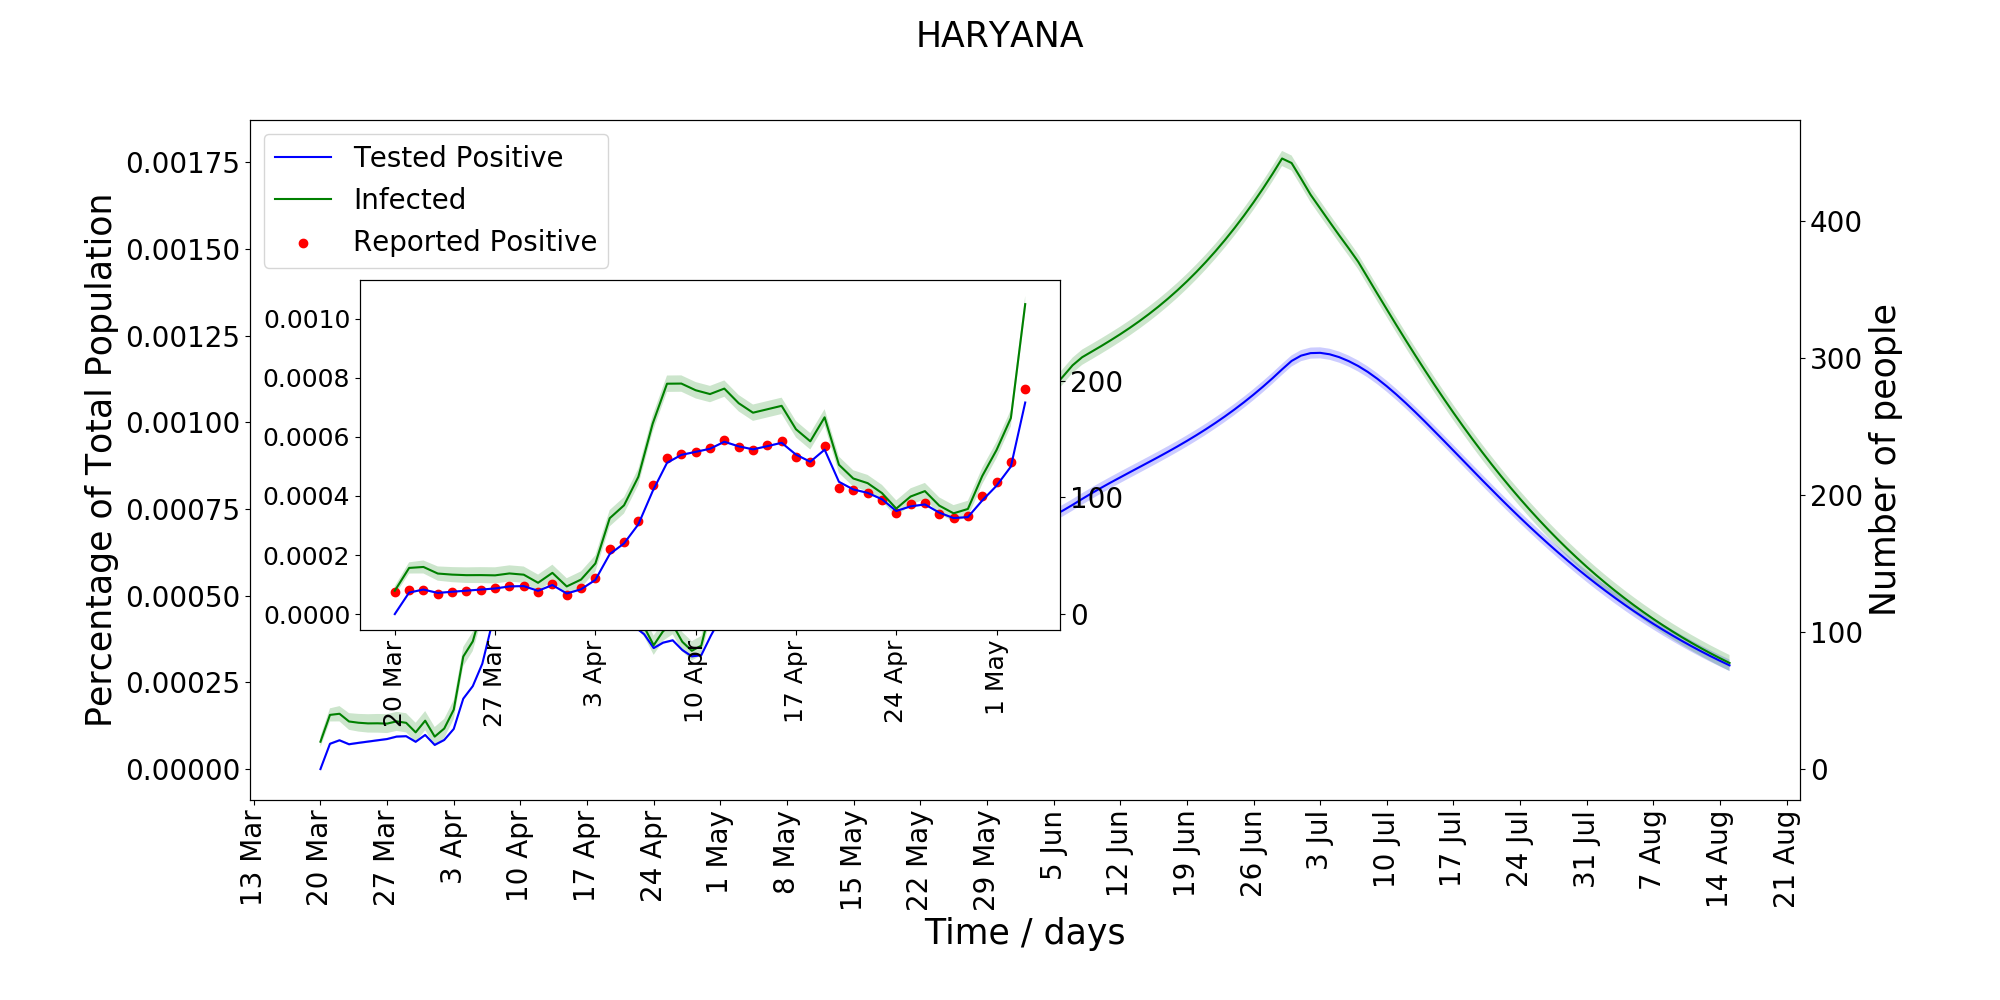 HARYANA
Percentage of Total Population
0.00175
0.00150
0.00125
0.00100
0.00075
0.00050
0.00025
0.00000
Tested Positive
Infected
Reported Positive
0.0010
0.0008
0.0006
0.0004
0.0002
0.0000
200
100
0
20 Mar
27 Mar
3 Apr
10 Apr
17 Apr
24 Apr
1 May
400
300
200
100
0
Number of people
13 Mar
20 Mar
27 Mar
3 Apr
10 Apr
17 Apr
24 Apr
1 May
8 May
15 May
22 May
29 May
5 Jun
12 Jun
19 Jun
26 Jun
3 Jul
10 Jul
17 Jul
24 Jul
31 Jul
7 Aug
14 Aug
21 Aug
Time / days